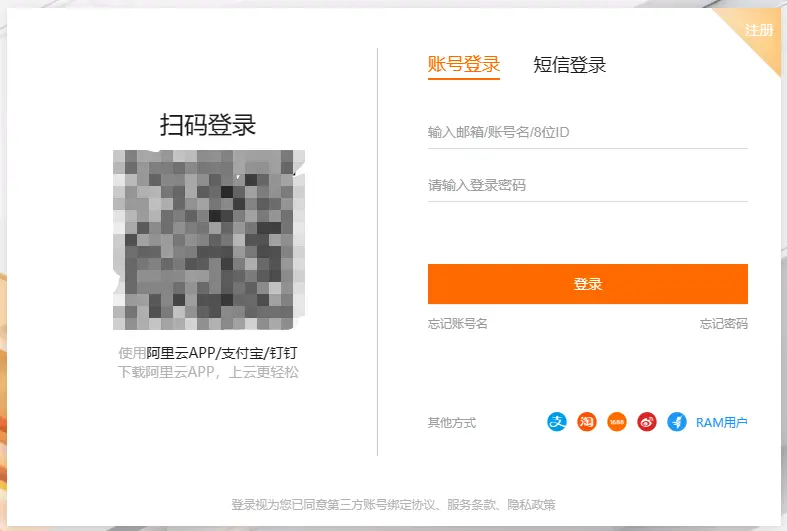 注册
扫码登录
使用阿里云APP/支付宝/钉钉
下载阿里云APP，上云更轻松
账号登录 短信登录
输入邮箱/账号名/8位ID
请输入登录密码
登录
忘记账号名 忘记密码
其他方式 支 淘 1688 RAM用户
登录视为您已同意第三方账号绑定协议、服务条款、隐私政策